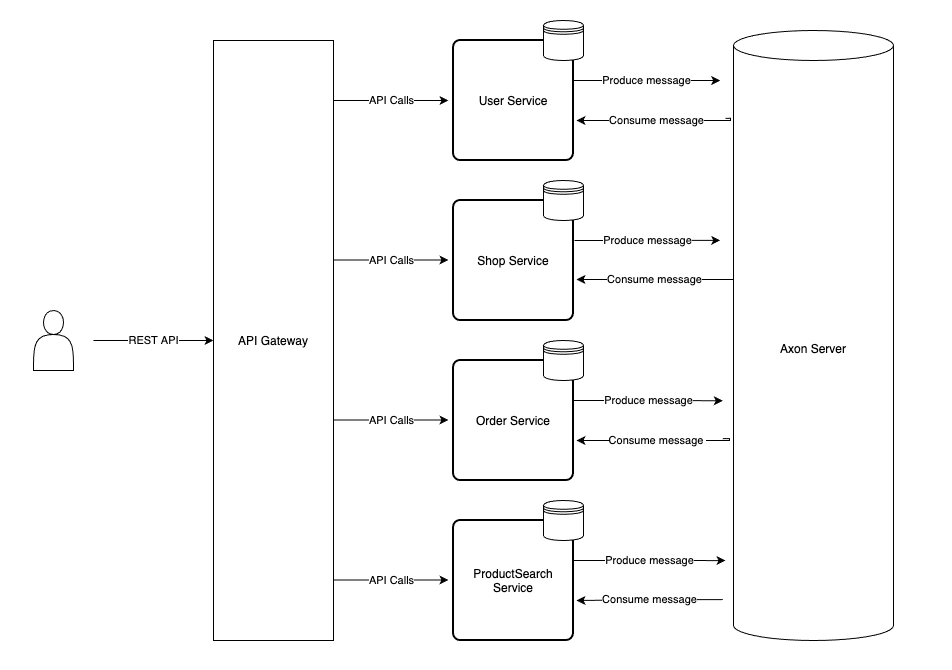 API Calls
User Service
Produce message
Consume message
API Calls
Shop Service
Produce message
Consume message
REST API
API Gateway
Axon Server
API Calls
Order Service
Produce message
Consume message
API Calls
ProductSearch
Service
Produce message
Consume message